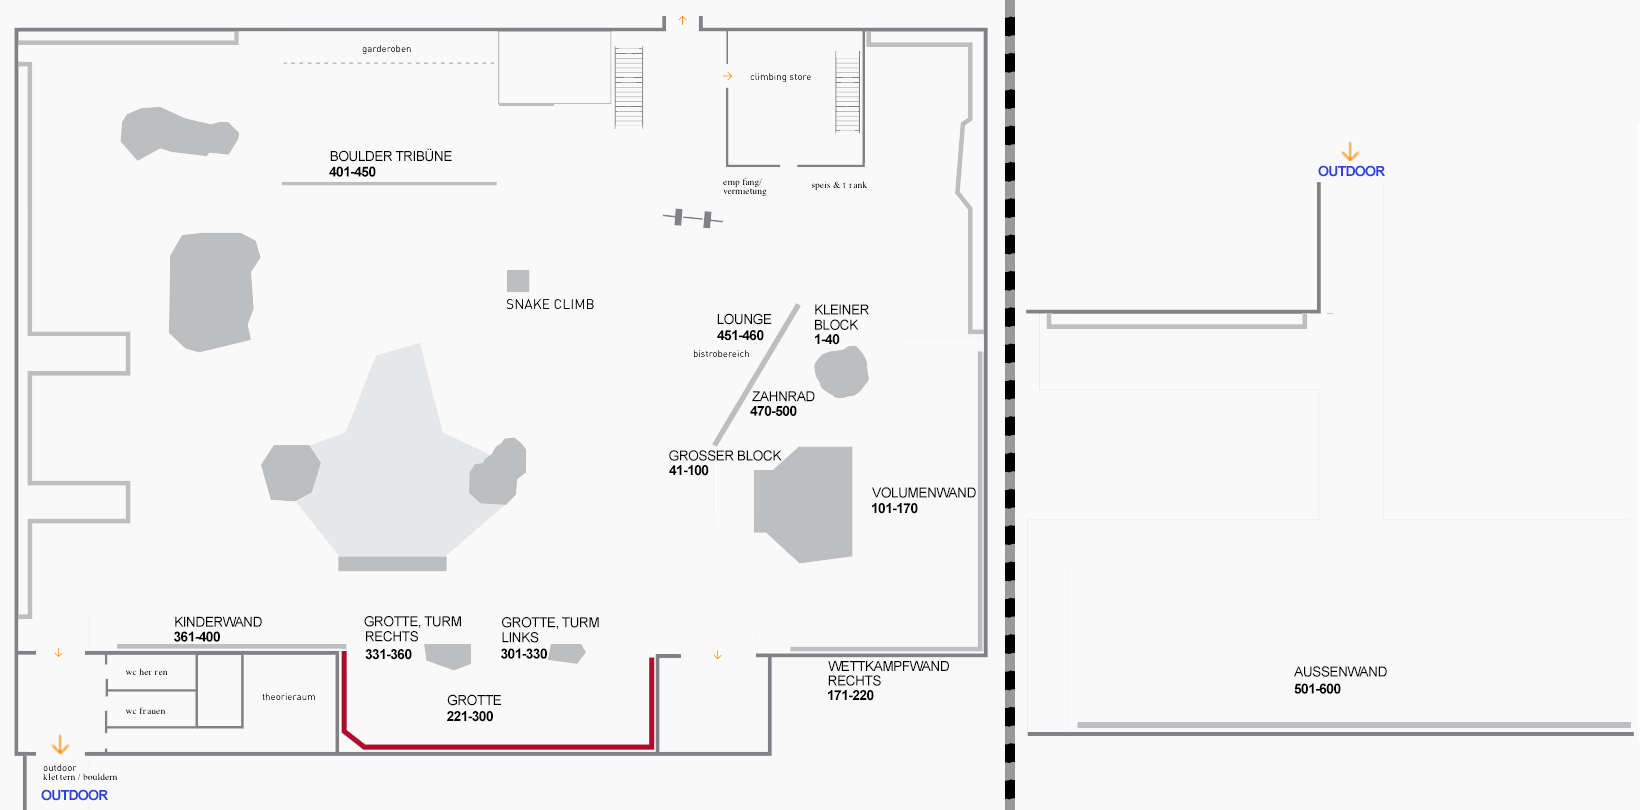 garderoben
climbing store
BOULDER TRIBÜNE
401-450
emp fang/
vermietung
speis & t rank
SNAKE CLIMB
LOUNGE
451-460
bistrobereich
KLEINER
BLOCK
1-40
ZAHNRAD
470-500
GROSSER BLOCK
41-100
VOLUMENWAND
101-170
KINDERWAND
361-400
GROTTE, TURM
RECHTS
331-360
GROTTE, TURM
LINKS
301-330
WETTKAMPFWAND
RECHTS
171-220
wc her ren
wc frauen
theorieraum
GROTTE
221-300
outdoor
klettern / bouldern
OUTDOOR
OUTDOOR
AUSSENWAND
501-600